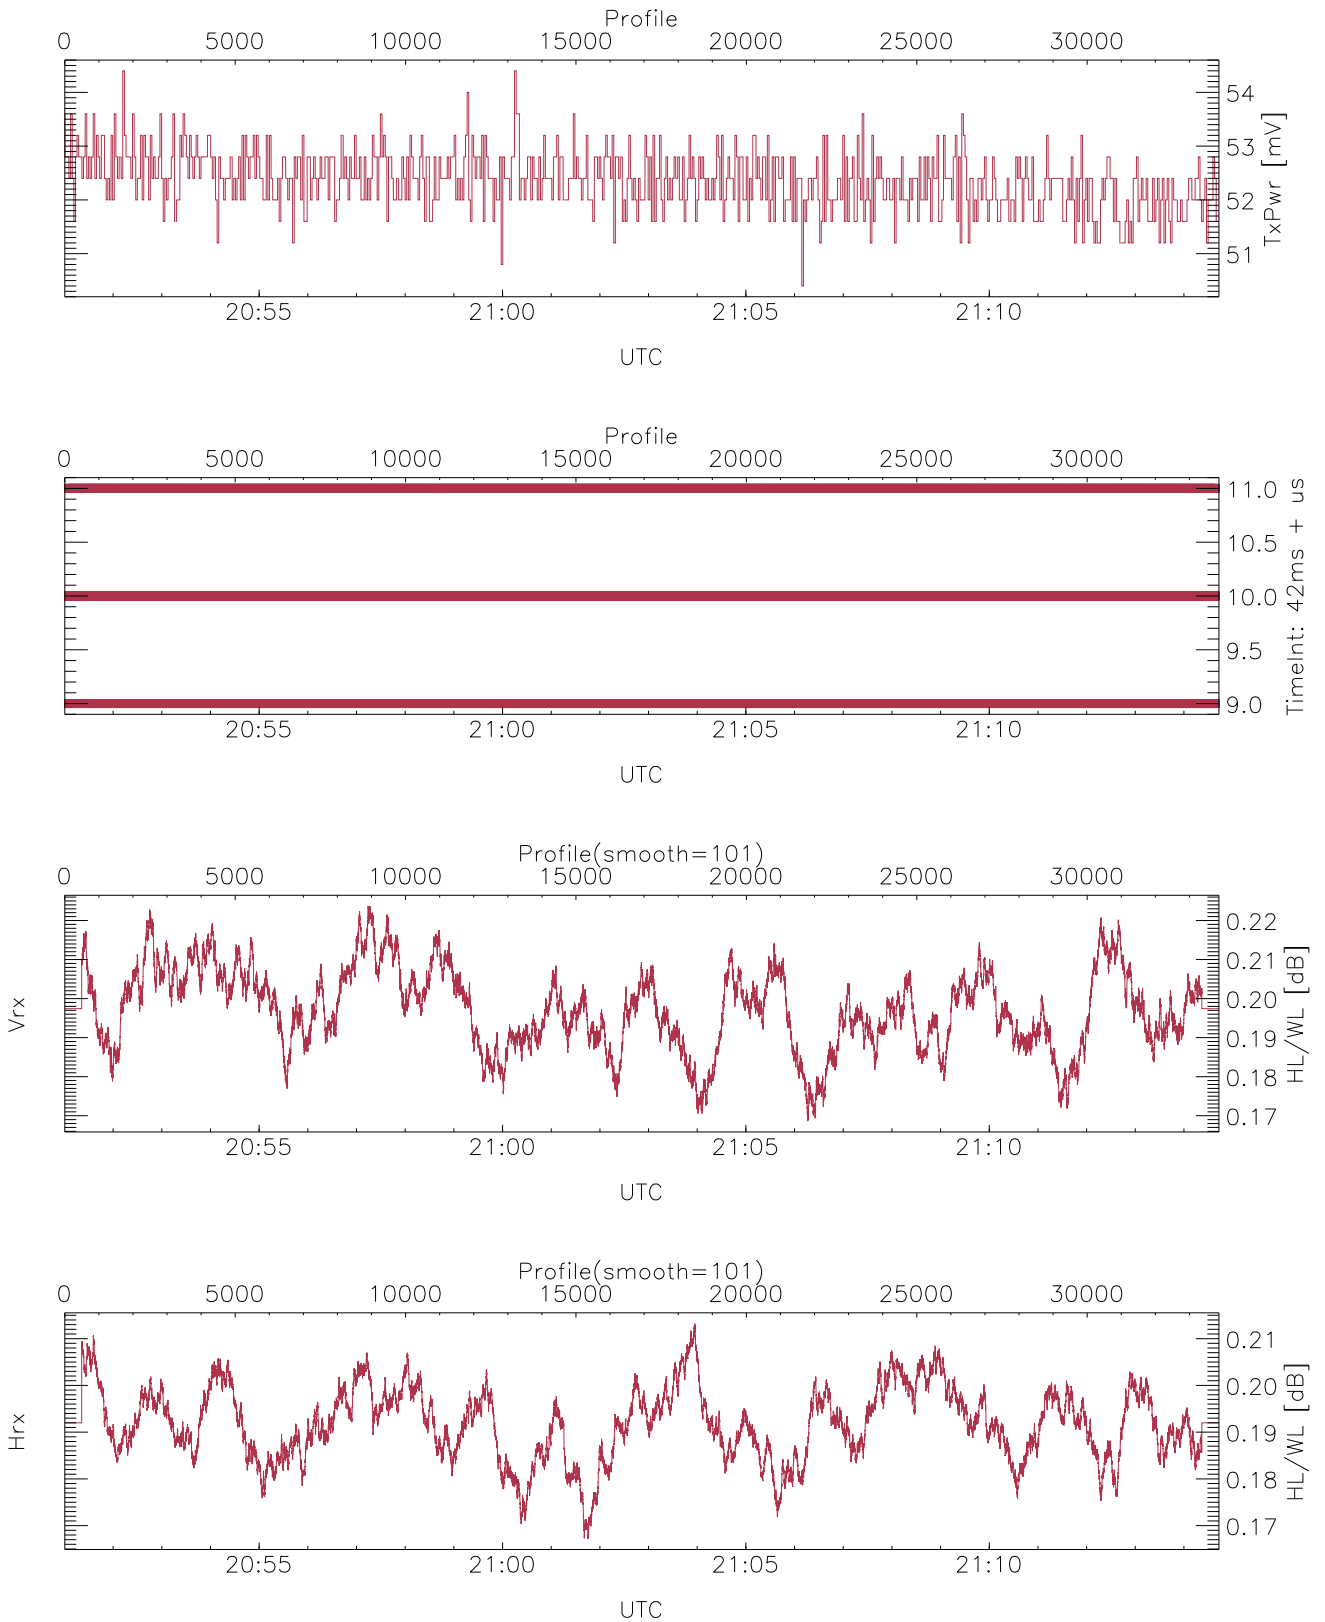 Profile
0 5000 10000 15000 20000 25000 30000
54
53
52
51
TxPwr [mV]
20:55 21:00 21:05 21:10
UTC
Profile
0 5000 10000 15000 20000 25000 30000
11.0
10.5
10.0
9.5
9.0
TimeInt: 42ms + us
20:55 21:00 21:05 21:10
UTC
Profile(smooth=101)
0 5000 10000 15000 20000 25000 30000
Vrx
0.22
0.21
0.20
0.19
0.18
0.17
HL/WL [dB]
20:55 21:00 21:05 21:10
UTC
Profile(smooth=101)
0 5000 10000 15000 20000 25000 30000
Hrx
0.21
0.20
0.19
0.18
0.17
HL/WL [dB]
20:55 21:00 21:05 21:10
UTC